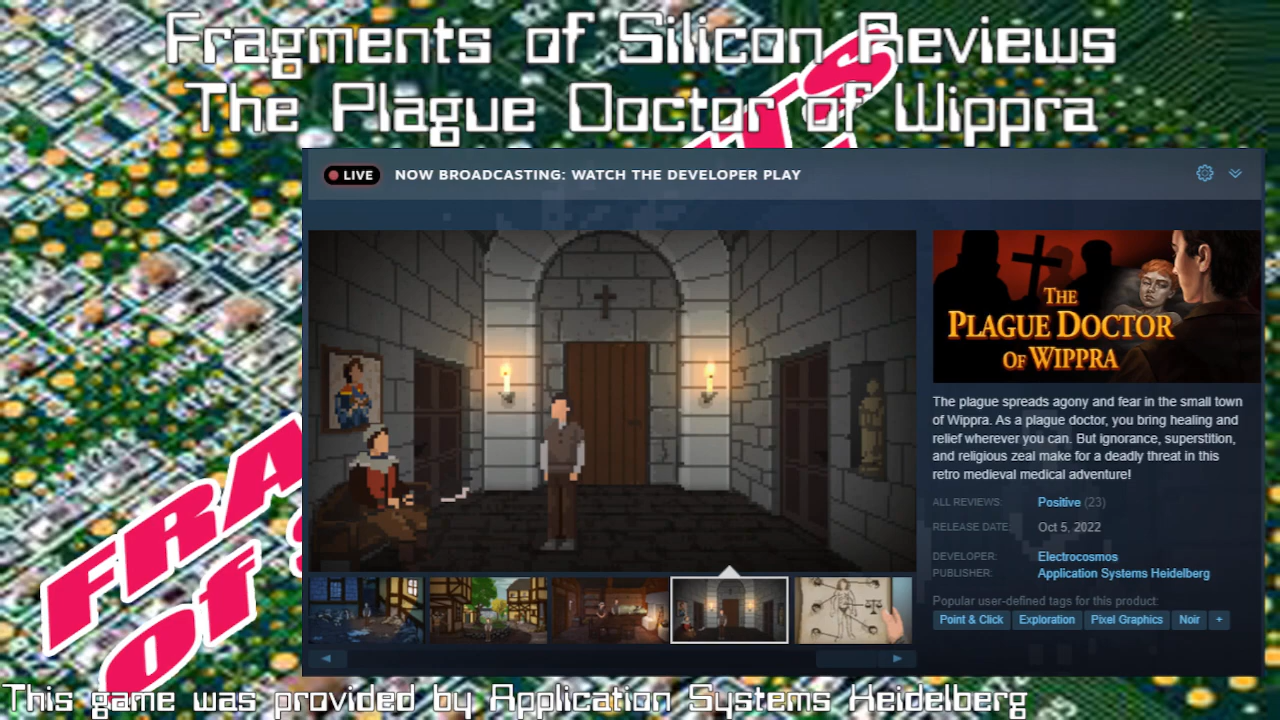 Fragments of Silicon Reviews
The Plague Doctor of Wippra
LIVE NOW BROADCASTING: WATCH THE DEVELOPER PLAY
THE
PLAGUE DOCTOR
OF WIPPRA
The plague spreads agony and fear in the small town
of Wippra. As a plague doctor, you bring healing and
relief wherever you can. But ignorance, superstition,
and religious zeal make for a deadly threat in this
retro medieval medical adventure!
ALL REVIEWS: Positive (23)
RELEASE DATE: Oct 5, 2022
DEVELOPER: Electrocosmos
PUBLISHER: Application Systems Heidelberg
Popular user-defined tags for this product:
Point & Click Exploration Pixel Graphics Noir +
FRA
of
This game was provided by Application Systems Heidelberg